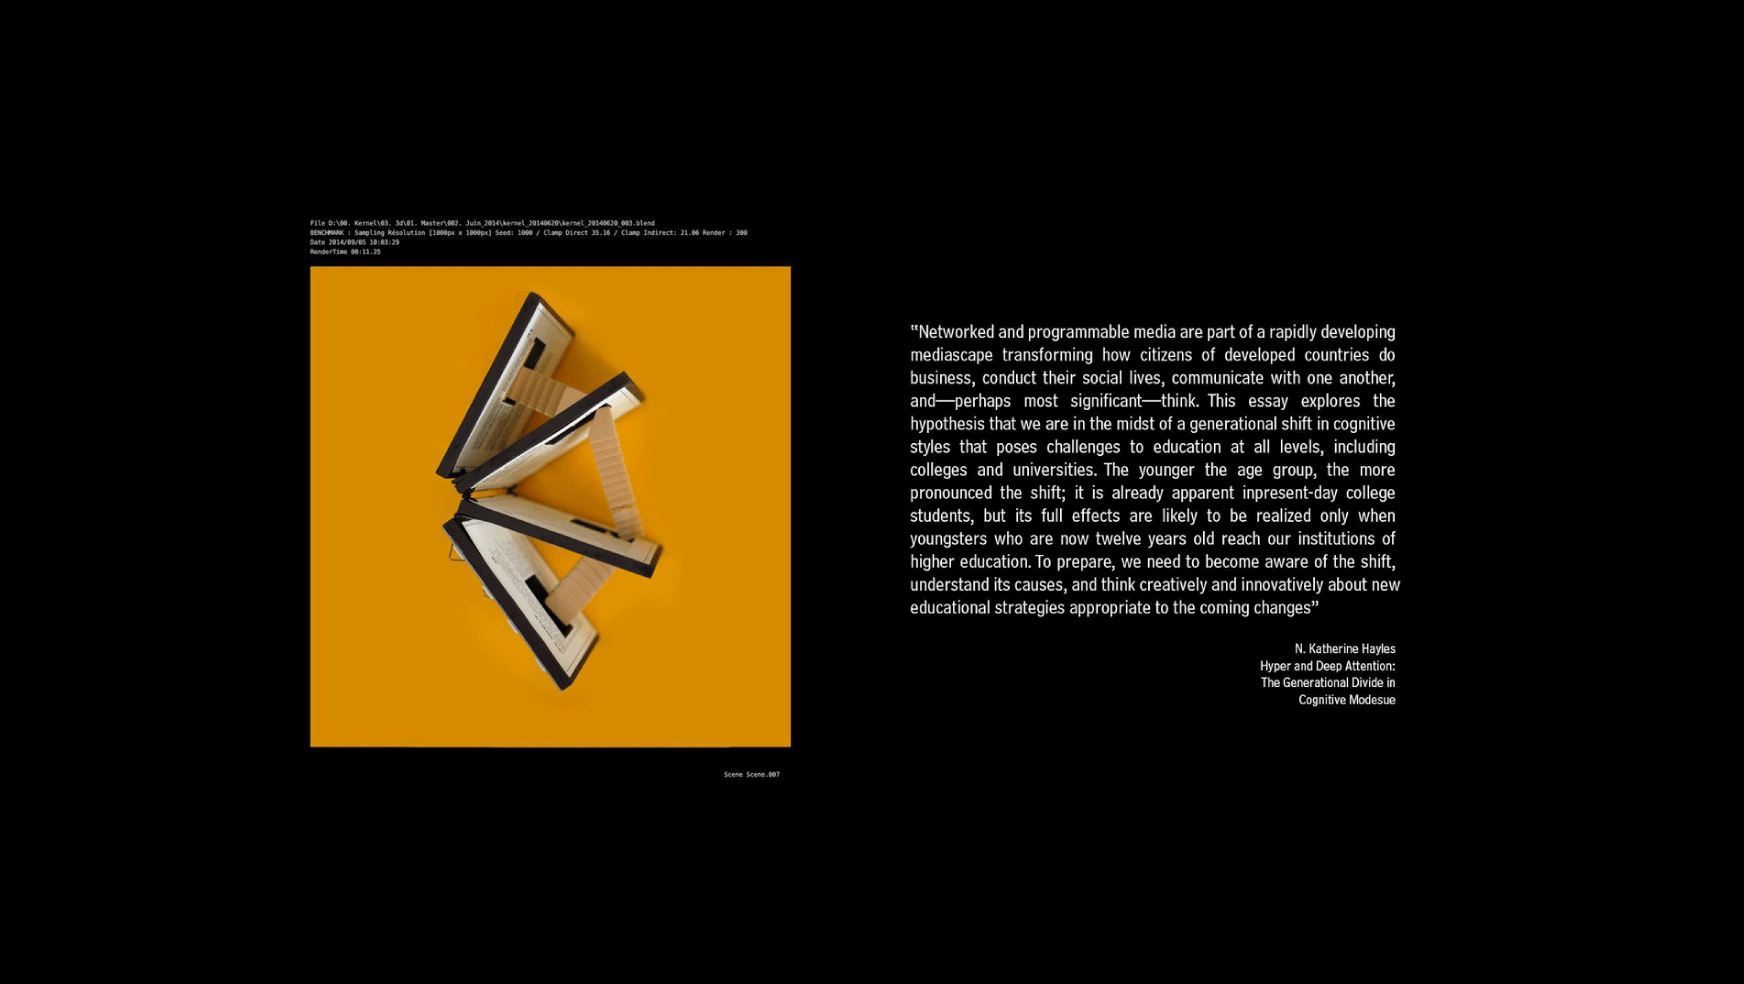 File D:\00. Kernel\03. 3d\01. Master\002. Juin_2014\kernel_20140620\kernel_20140620_003.blend
BENCHMARK : Sampling Résolution [1000px x 1000px] Seed: 1000 / Clamp Direct 35.16 / Clamp Indirect: 21.06 Render : 300
Date 2014/09/05 10:03:29
RenderTime 00:11.25
Scene Scene.007
“Networked and programmable media are part of a rapidly developing
mediascape transforming how citizens of developed countries do
business, conduct their social lives, communicate with one another,
and—perhaps most significant—think. This essay explores the
hypothesis that we are in the midst of a generational shift in cognitive
styles that poses challenges to education at all levels, including
colleges and universities. The younger the age group, the more
pronounced the shift; it is already apparent inpresent-day college
students, but its full effects are likely to be realized only when
youngsters who are now twelve years old reach our institutions of
higher education. To prepare, we need to become aware of the shift,
understand its causes, and think creatively and innovatively about new
educational strategies appropriate to the coming changes”
N. Katherine Hayles
Hyper and Deep Attention:
The Generational Divide in
Cognitive Modesue